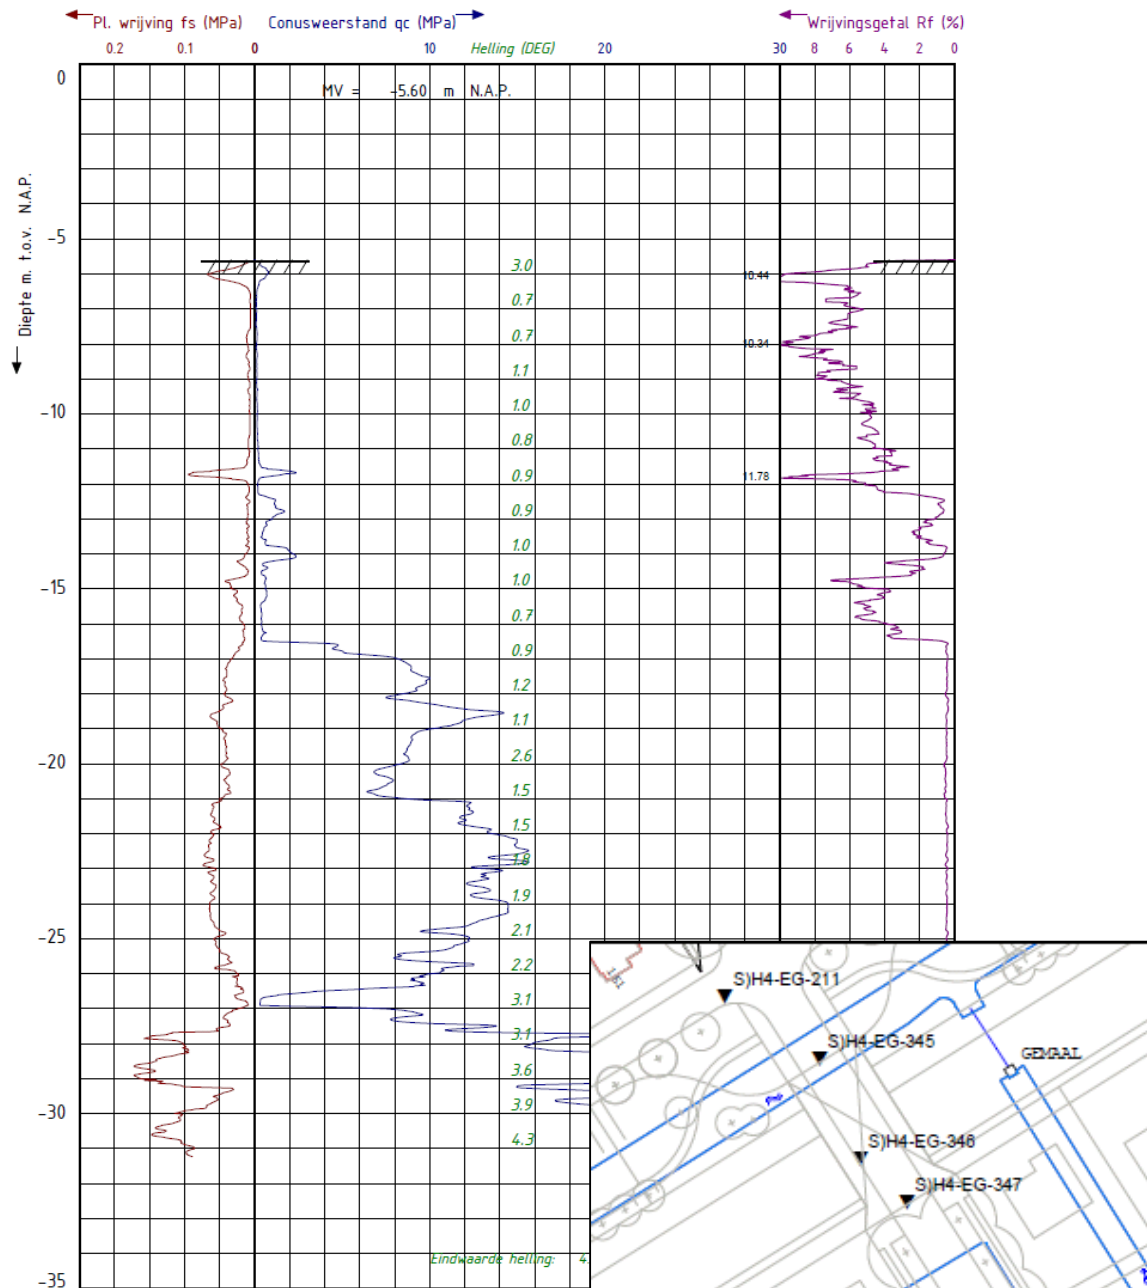 Pl. wrijving fs (MPa) Conusweerstand qc (MPa) Wrijvingsgetal Rf (%)
0.2 0.1 0 10 Helling (DEG) 20 30 8 6 4 2 0
0
MV = -5.60 m N.A.P.
Diepte m. t.o.v. N.A.P.
-5
3.0 10.44
0.7
0.7 10.34
1.1
-10 1.0
0.8
0.9 11.78
0.9
1.0
-15 1.0
0.7
0.9
1.2
1.1
-20 2.6
1.5
1.5
1.8
1.9
-25 2.1
2.2
3.1
3.1
3.6
-30 3.9
4.3
Eindwaarde helling: 4.
-35
S)H4-EG-211
S)H4-EG-345
GEMAAL
S)H4-EG-346
S)H4-EG-347